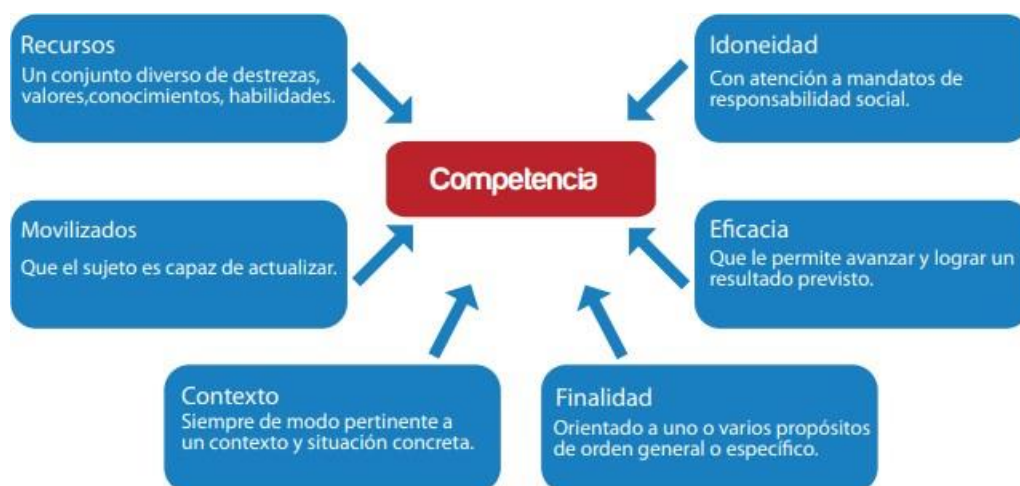 Recursos
Un conjunto diverso de destrezas,
valores,conocimientos, habilidades.
Idoneidad
Con atención a mandatos de
responsabilidad social.
Competencia
Movilizados
Que el sujeto es capaz de actualizar.
Eficacia
Que le permite avanzar y lograr un
resultado previsto.
Contexto
Siempre de modo pertinente a
un contexto y situación concreta.
Finalidad
Orientado a uno o varios propósitos
de orden general o específico.